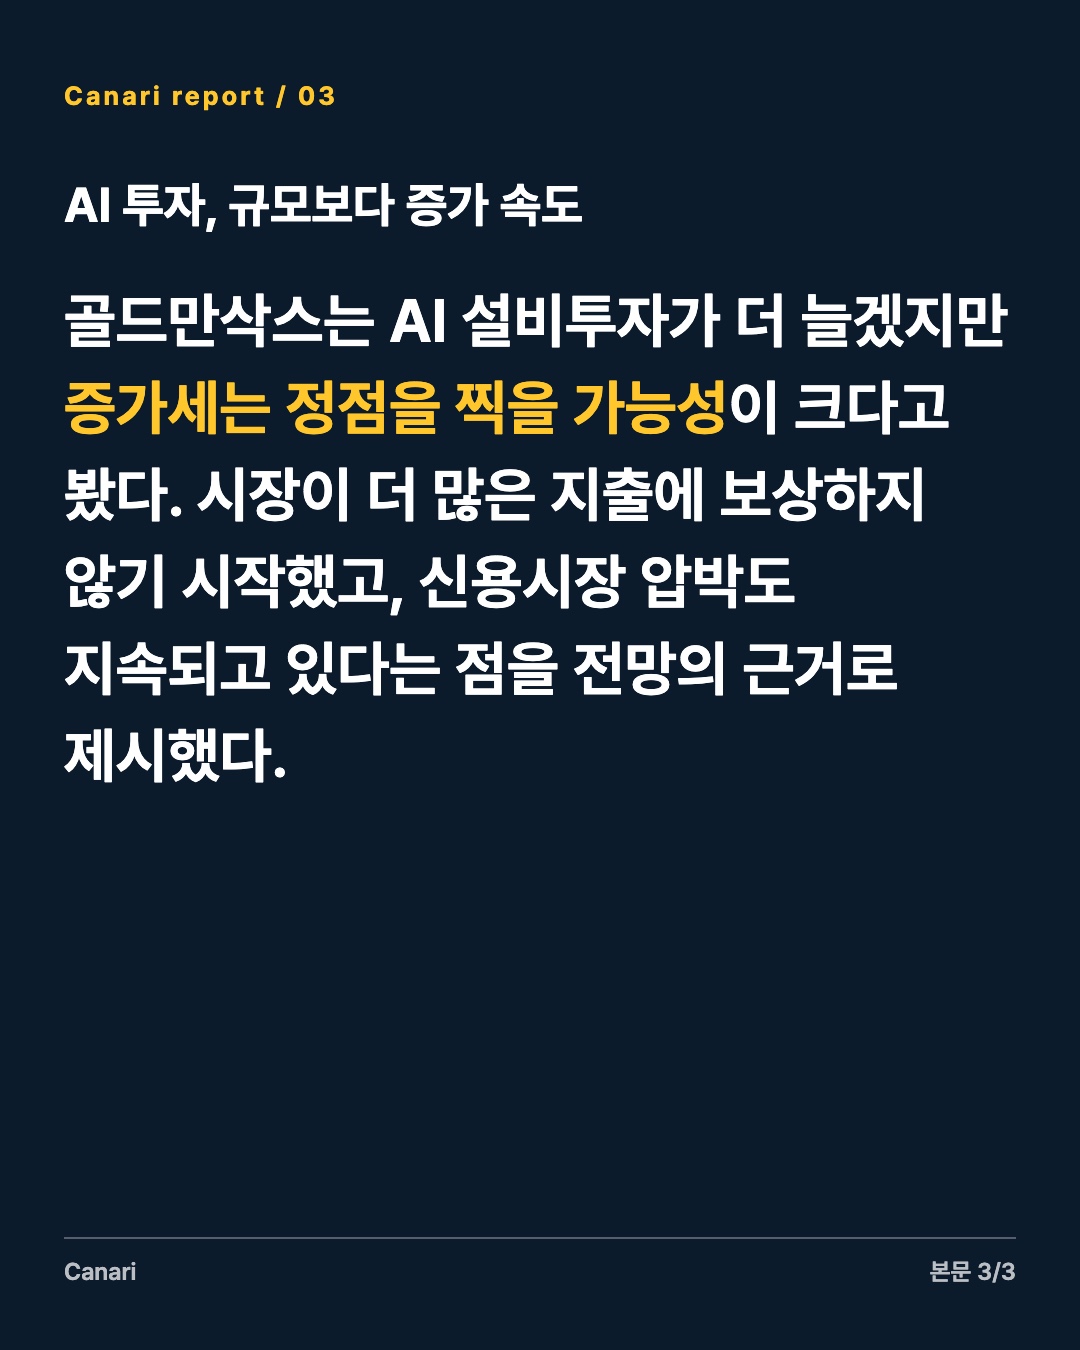 Canari report / 03
AI 투자, 규모보다 증가 속도
골드만삭스는 AI 설비투자가 더 늘겠지만
증가세는 정점을 찍을 가능성이 크다고
봤다. 시장이 더 많은 지출에 보상하지
않기 시작했고, 신용시장 압박도
지속되고 있다는 점을 전망의 근거로
제시했다.
Canari
본문 3/3